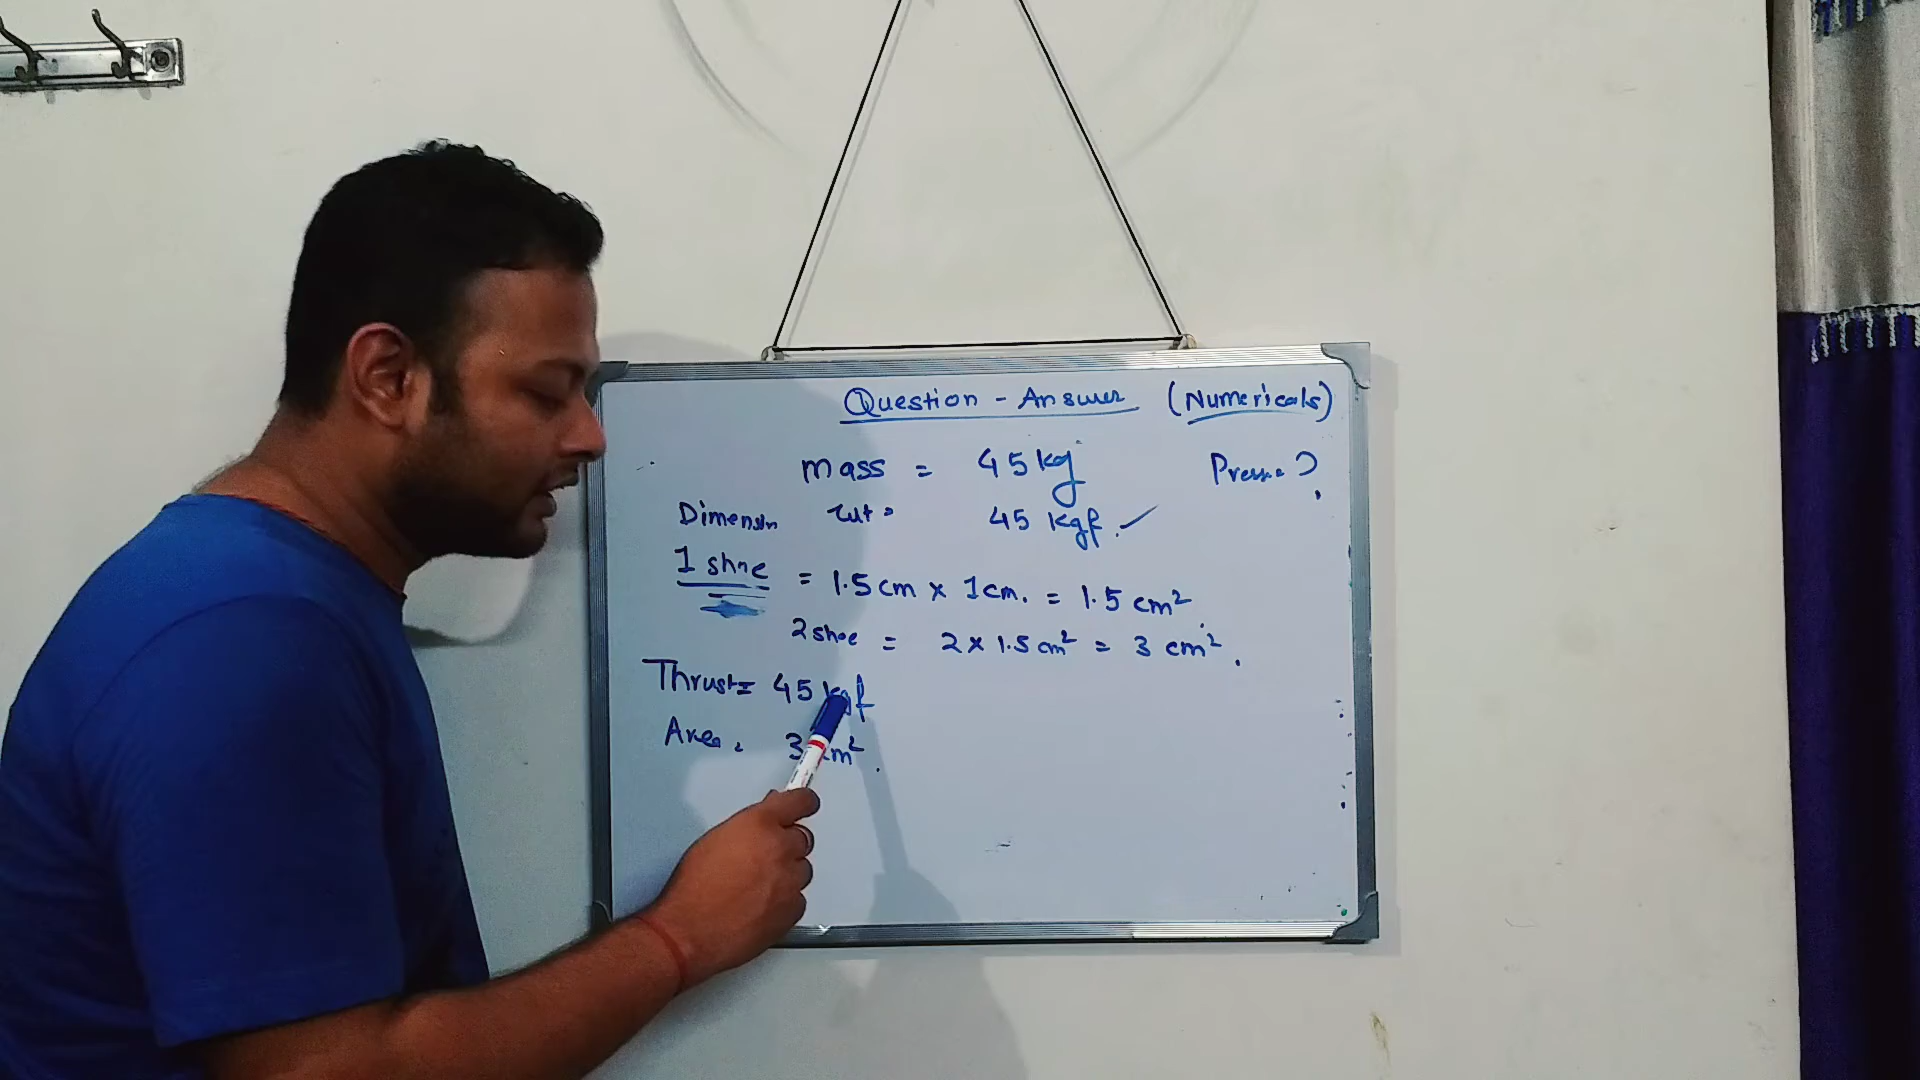 Question - Answer (Numericals)
mass = 45 kg Pressure ?
Dimensn wt = 45 kgf.
1 shoe = 1.5 cm x 1 cm. = 1.5 cm²
2 shoe = 2 x 1.5 cm² = 3 cm².
Thrust = 45 kgf
Area = 3 cm².